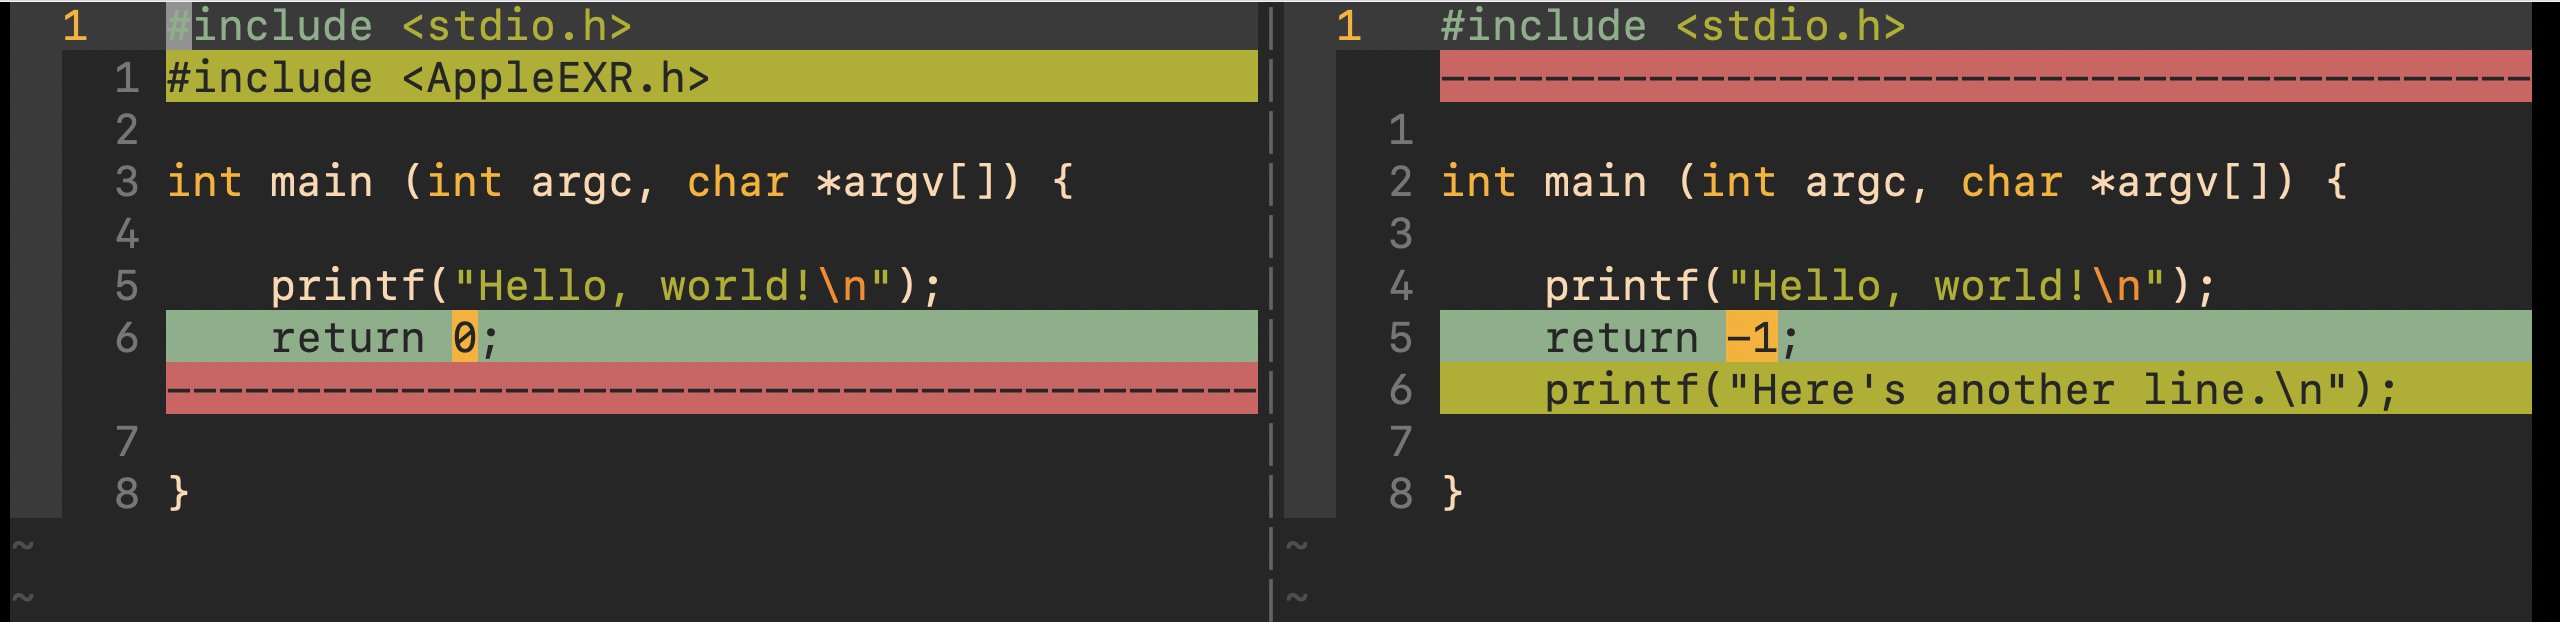 1 #include <stdio.h>
1 #include <AppleEXR.h>
2
3 int main (int argc, char *argv[]) {
4
5     printf("Hello, world!\n");
6     return 0;
------------------------------------------
7
8 }
~
~
1 #include <stdio.h>
------------------------------------------
1
2 int main (int argc, char *argv[]) {
3
4     printf("Hello, world!\n");
5     return -1;
6     printf("Here's another line.\n");
7
8 }
~
~